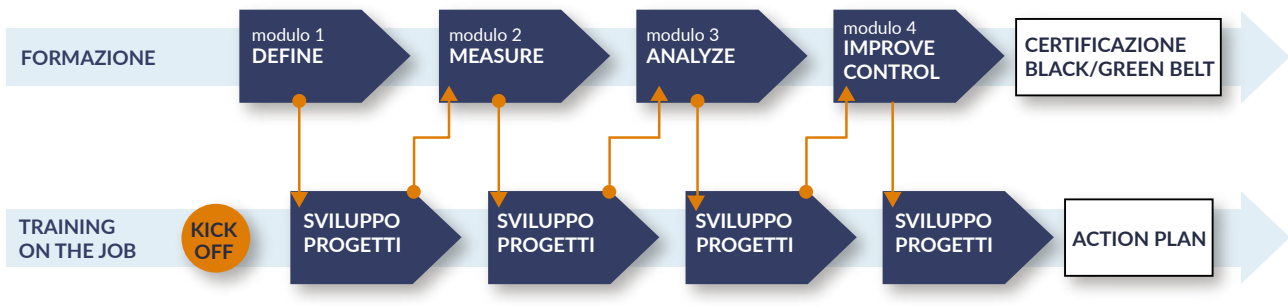 FORMAZIONE
modulo 1
DEFINE
modulo 2
MEASURE
modulo 3
ANALYZE
modulo 4
IMPROVE
CONTROL
CERTIFICAZIONE
BLACK/GREEN BELT
TRAINING
ON THE JOB
KICK
OFF
SVILUPPO
PROGETTI
SVILUPPO
PROGETTI
SVILUPPO
PROGETTI
SVILUPPO
PROGETTI
ACTION PLAN